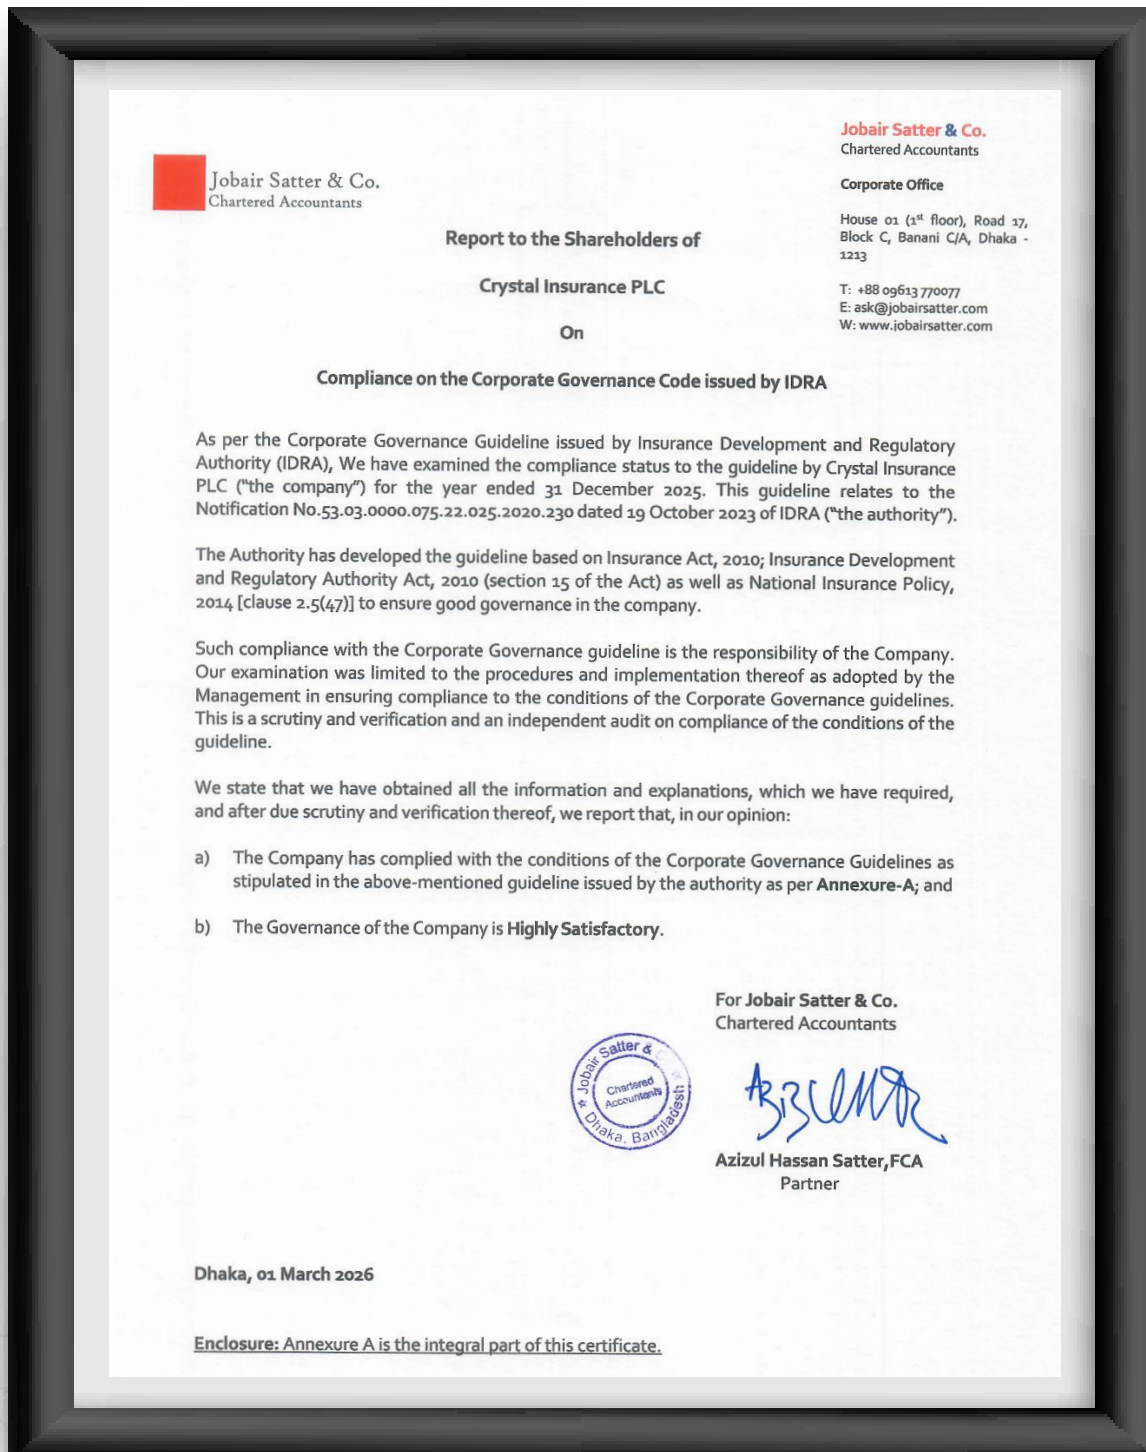 Jobair Satter & Co.
Chartered Accountants
Corporate Office
House 01 (1st floor), Road 17,
Block C, Banani C/A, Dhaka -
1213
T: +88 09613 770077
E: ask@jobairsatter.com
W: www.jobairsatter.com
Jobair Satter & Co.
Chartered Accountants
Report to the Shareholders of
Crystal Insurance PLC
On
Compliance on the Corporate Governance Code issued by IDRA
As per the Corporate Governance Guideline issued by Insurance Development and Regulatory
Authority (IDRA), We have examined the compliance status to the guideline by Crystal Insurance
PLC ("the company") for the year ended 31 December 2025. This guideline relates to the
Notification No.53.03.0000.075.22.025.2020.230 dated 19 October 2023 of IDRA ("the authority").
The Authority has developed the guideline based on Insurance Act, 2010; Insurance Development
and Regulatory Authority Act, 2010 (section 15 of the Act) as well as National Insurance Policy,
2014 [clause 2.5(47)] to ensure good governance in the company.
Such compliance with the Corporate Governance guideline is the responsibility of the Company.
Our examination was limited to the procedures and implementation thereof as adopted by the
Management in ensuring compliance to the conditions of the Corporate Governance guidelines.
This is a scrutiny and verification and an independent audit on compliance of the conditions of the
guideline.
We state that we have obtained all the information and explanations, which we have required,
and after due scrutiny and verification thereof, we report that, in our opinion:
a) The Company has complied with the conditions of the Corporate Governance Guidelines as
stipulated in the above-mentioned guideline issued by the authority as per Annexure-A; and
b) The Governance of the Company is Highly Satisfactory.
For Jobair Satter & Co.
Chartered Accountants
Jobair Satter &
Chartered
Accountants
Dhaka, Bangladesh
Azizul Hassan Satter,FCA
Partner
Dhaka, 01 March 2026
Enclosure: Annexure A is the integral part of this certificate.